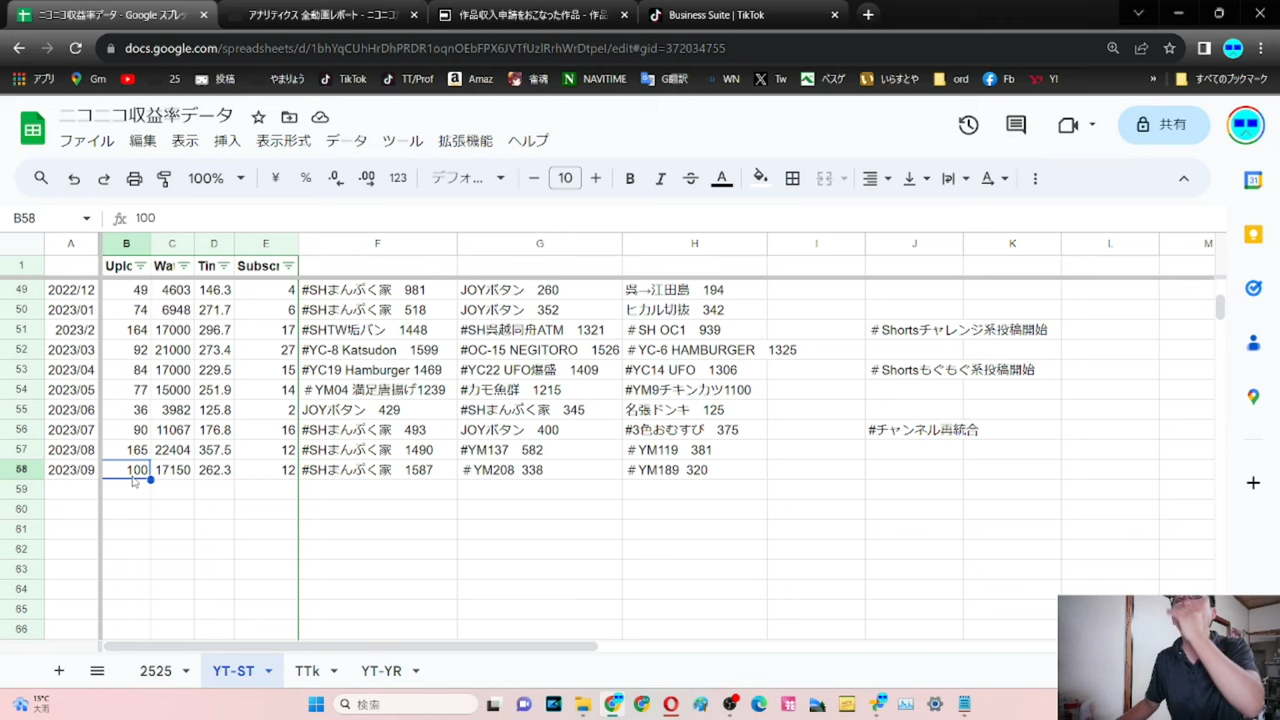 ニコニコ収益率データ - Google スプレッ
アナリティクス 全動画レポート - ニコニコ
作品収入申請をおこなった作品 - 作品
Business Suite | TikTok
docs.google.com/spreadsheets/d/1bhYqCUhHrDhPRDR1oqnOEbFPX6JVTfUzlRrhWrDtpeI/edit#gid=372034755
アプリ Gm 25 投稿 やまりょう TikTok TT/Prof Amaz 雀魂 NAVITIME G翻訳 WN Tw ベスゲ いらすとや ord Fb Y! » すべてのブックマーク
ニコニコ収益率データ
ファイル 編集 表示 挿入 表示形式 データ ツール 拡張機能 ヘルプ
共有
100% ¥ % .0 .00 123 デフォ... − 10 + B I A
B58 fx 100
A B C D E F G H I J K L M
1 Uplc Wa Tin Subscr
49 2022/12 49 4603 146.3 4 #SHまんぷく家 981 JOYボタン 260 呉→江田島 194
50 2023/01 74 6948 271.7 6 #SHまんぷく家 518 JOYボタン 352 ヒカル切抜 342
51 2023/2 164 17000 296.7 17 #SHTW垢バン 1448 #SH呉越同舟ATM 1321 ＃SH OC1 939 ＃Shortsチャレンジ系投稿開始
52 2023/03 92 21000 273.4 27 #YC-8 Katsudon 1599 #OC-15 NEGITORO 1526 ＃YC-6 HAMBURGER 1325
53 2023/04 84 17000 229.5 15 #YC19 Hamburger 1469 #YC22 UFO爆盛 1409 #YC14 UFO 1306 ＃Shortsもぐもぐ系投稿開始
54 2023/05 77 15000 251.9 14 ＃YM04 満足唐揚げ1239 #カモ魚群 1215 #YM9チキンカツ1100
55 2023/06 36 3982 125.8 2 JOYボタン 429 #SHまんぷく家 345 名張ドンキ 125
56 2023/07 90 11067 176.8 16 #SHまんぷく家 493 JOYボタン 400 #3色おむすび 375 #チャンネル再統合
57 2023/08 165 22404 357.5 12 #SHまんぷく家 1490 #YM137 582 ＃YM119 381
58 2023/09 100 17150 262.3 12 #SHまんぷく家 1587 ＃YM208 338 ＃YM189 320
59
60
61
62
63
64
65
66
2525 YT-ST TTk YT-YR
15°C
大雨
検索